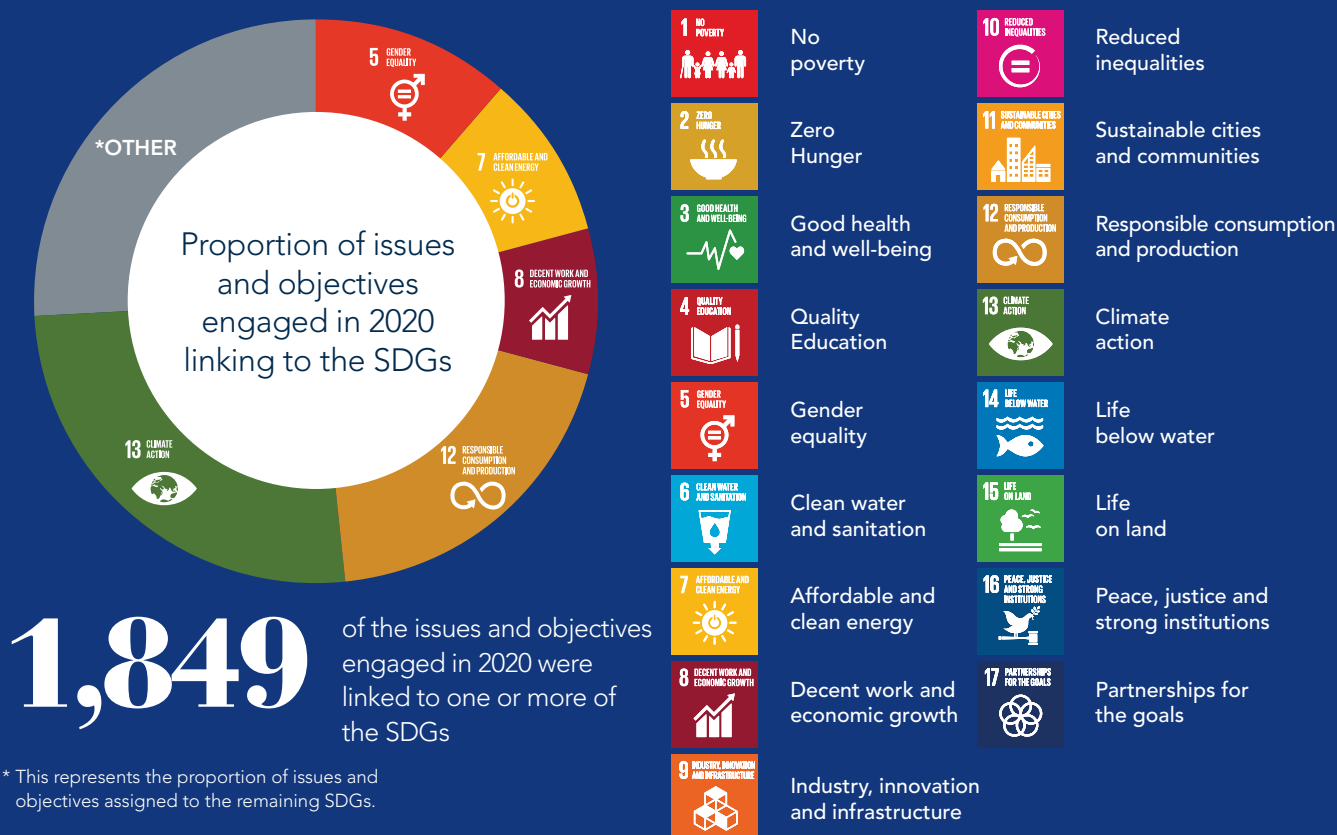 5 GENDER
EQUALITY
7 AFFORDABLE AND
CLEAN ENERGY
8 DECENT WORK AND
ECONOMIC GROWTH
12 RESPONSIBLE
CONSUMPTION
AND PRODUCTION
13 CLIMATE
ACTION
*OTHER
Proportion of issues
and objectives
engaged in 2020
linking to the SDGs
1,849
of the issues and objectives
engaged in 2020 were
linked to one or more of
the SDGs
* This represents the proportion of issues and
objectives assigned to the remaining SDGs.
1 NO
POVERTY
No
poverty
2 ZERO
HUNGER
Zero
Hunger
3 GOOD HEALTH
AND WELL-BEING
Good health
and well-being
4 QUALITY
EDUCATION
Quality
Education
5 GENDER
EQUALITY
Gender
equality
6 CLEAN WATER
AND SANITATION
Clean water
and sanitation
7 AFFORDABLE AND
CLEAN ENERGY
Affordable and
clean energy
8 DECENT WORK AND
ECONOMIC GROWTH
Decent work and
economic growth
9 INDUSTRY, INNOVATION
AND INFRASTRUCTURE
Industry, innovation
and infrastructure
10 REDUCED
INEQUALITIES
Reduced
inequalities
11 SUSTAINABLE CITIES
AND COMMUNITIES
Sustainable cities
and communities
12 RESPONSIBLE
CONSUMPTION
AND PRODUCTION
Responsible consumption
and production
13 CLIMATE
ACTION
Climate
action
14 LIFE
BELOW WATER
Life
below water
15 LIFE
ON LAND
Life
on land
16 PEACE, JUSTICE
AND STRONG
INSTITUTIONS
Peace, justice and
strong institutions
17 PARTNERSHIPS
FOR THE GOALS
Partnerships for
the goals